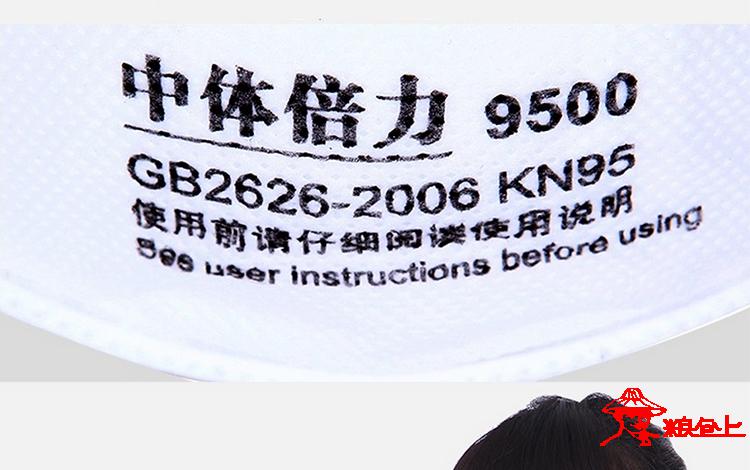 中体倍力 9500
GB2626-2006 KN95
使用前请仔细阅读使用说明
See user instructions before using
粮仓上